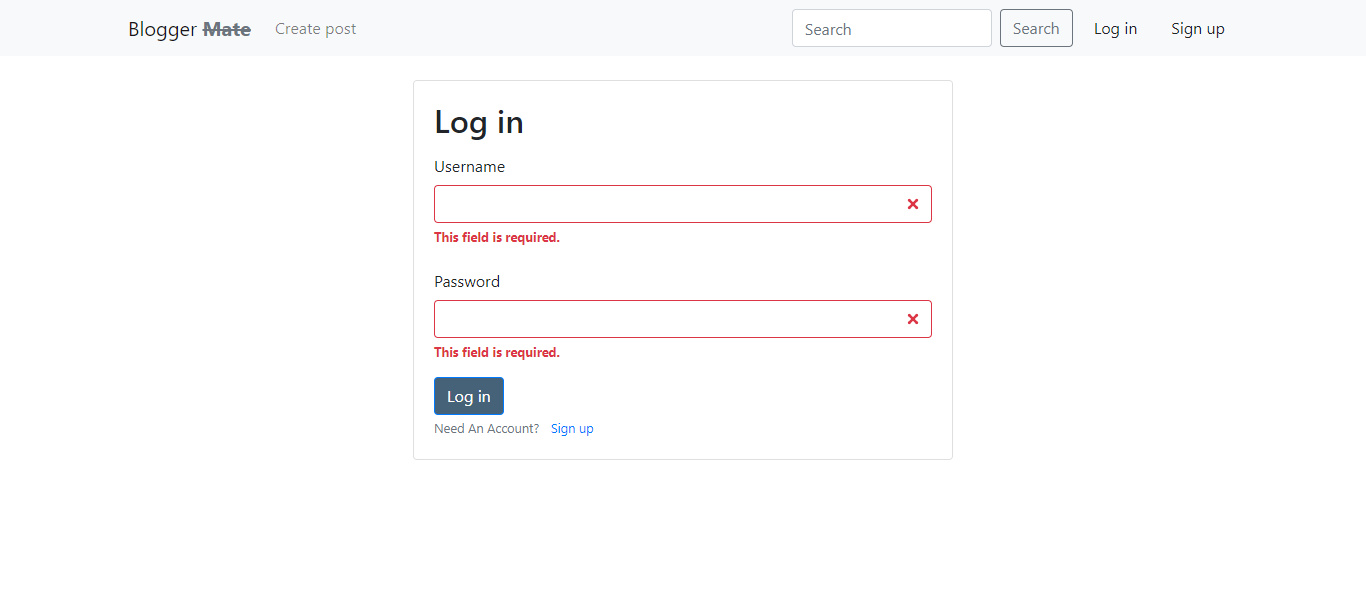 Blogger Mate Create post Search Search Log in Sign up
Log in
Username
This field is required.
Password
This field is required.
Log in
Need An Account? Sign up